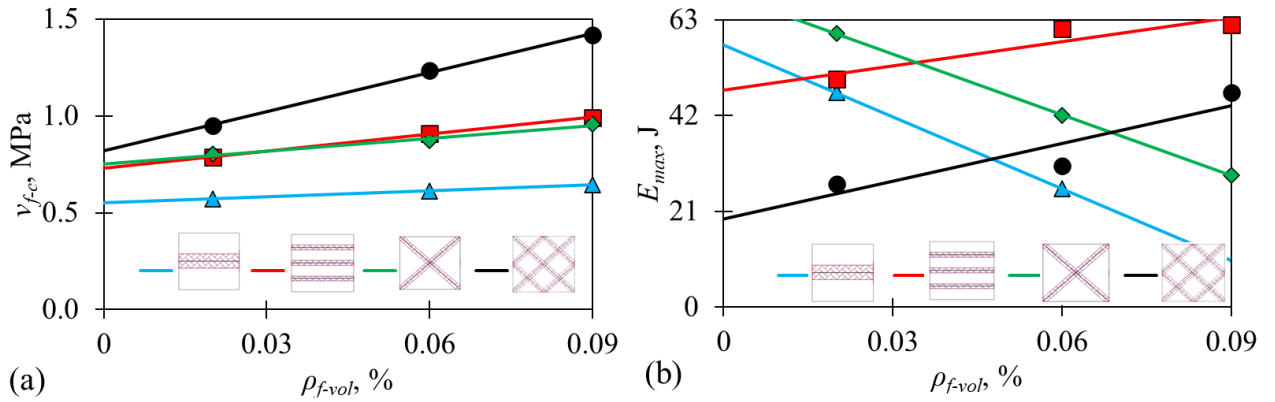 1.5
1.0
0.5
0.0
v_{f-c}, MPa
0
0.03
0.06
0.09
ρ_{f-vol}, %
(a)
63
42
21
0
E_{max}, J
0
0.03
0.06
0.09
ρ_{f-vol}, %
(b)